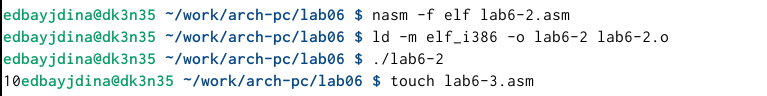 edbayjdina@dk3n35 ~/work/arch-pc/lab06 $ nasm -f elf lab6-2.asm
edbayjdina@dk3n35 ~/work/arch-pc/lab06 $ ld -m elf_i386 -o lab6-2 lab6-2.o
edbayjdina@dk3n35 ~/work/arch-pc/lab06 $ ./lab6-2
10edbayjdina@dk3n35 ~/work/arch-pc/lab06 $ touch lab6-3.asm